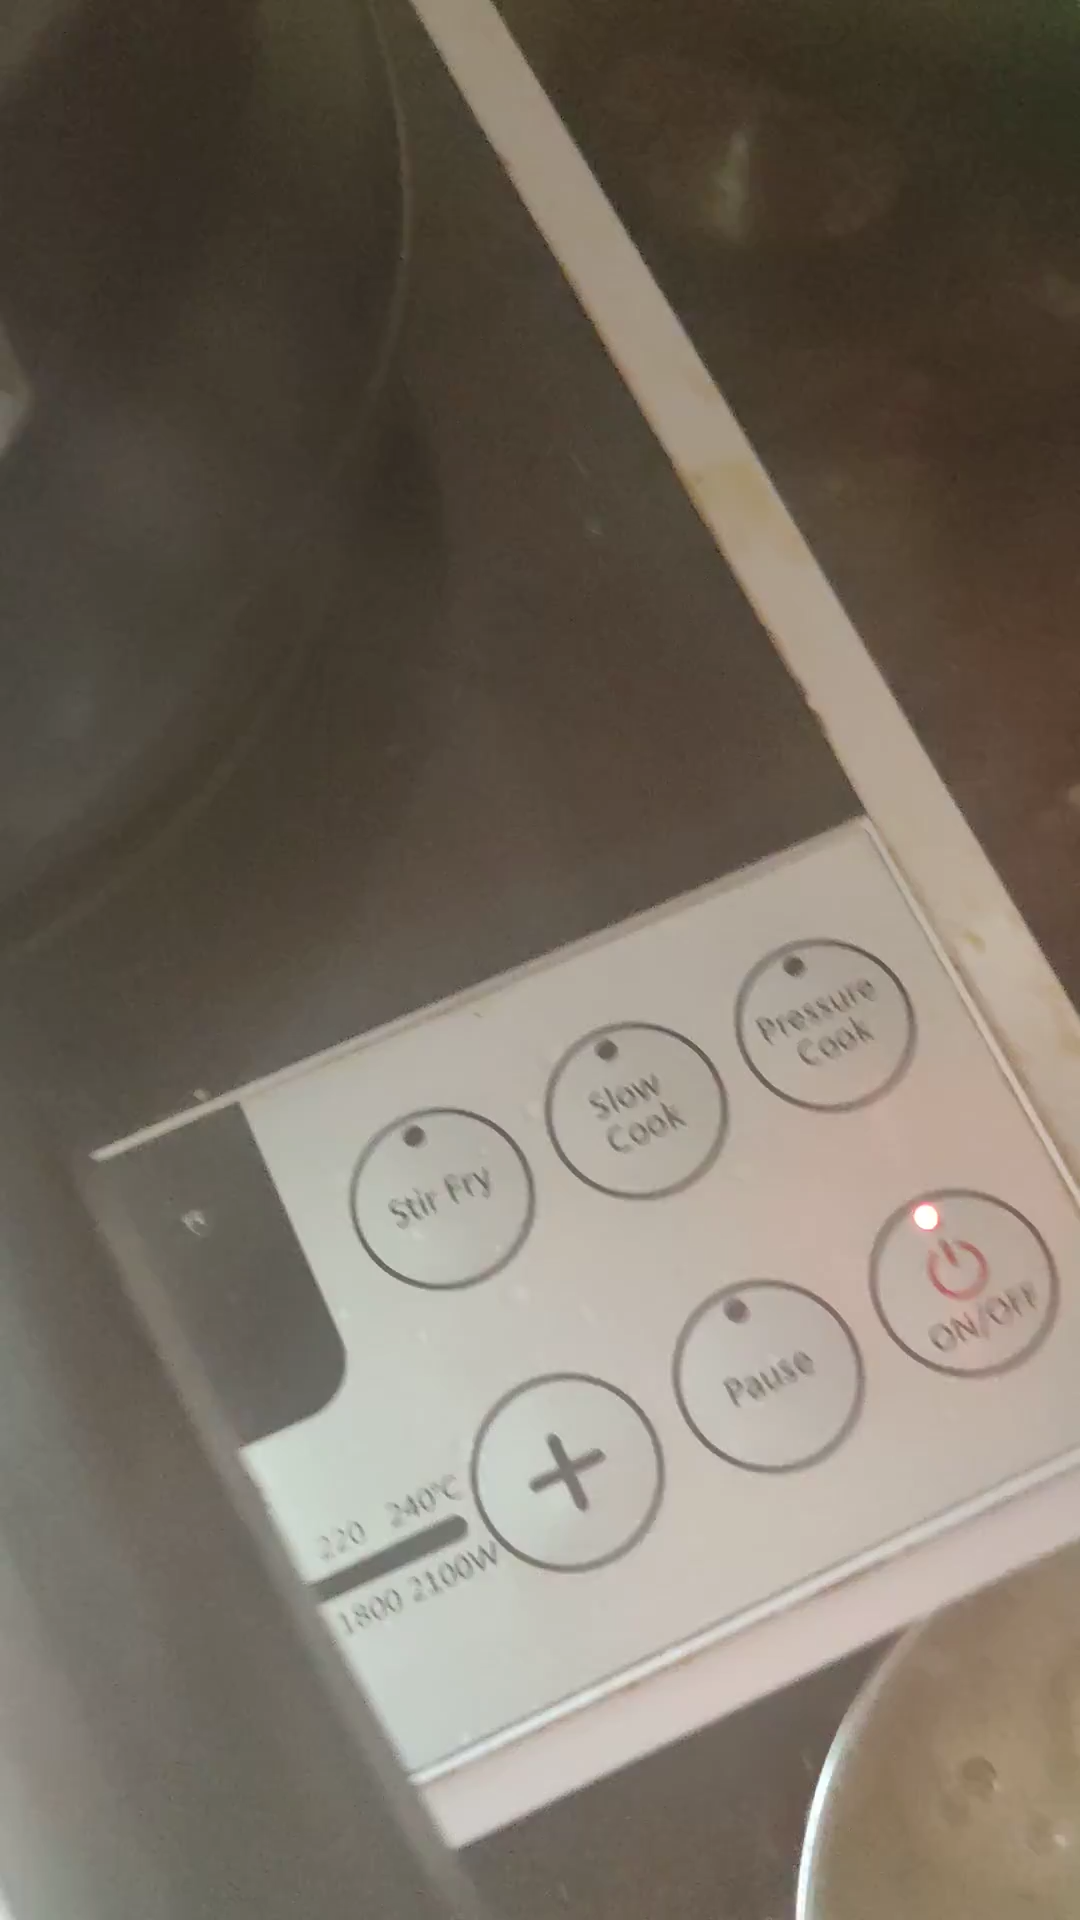 Stir Fry
Slow
Cook
Pressure
Cook
+
Pause
ON/OFF
220 240°C
1800 2100W